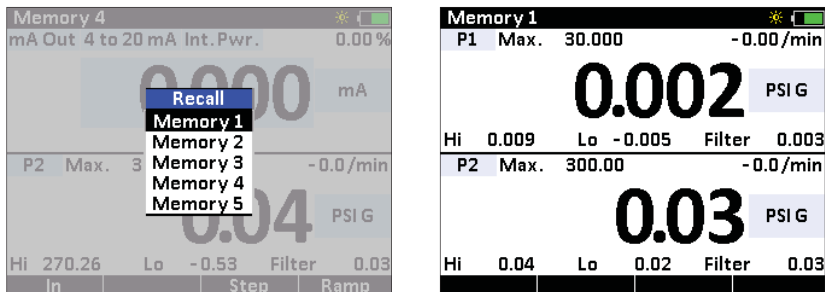 Memory 4
mA Out 4 to 20 mA Int.Pwr. 0.00 %
0.000 mA
Recall
Memory 1
Memory 2
Memory 3
Memory 4
Memory 5
P2 Max. 3 -0.0 /min
0.04 PSI G
Hi 270.26 Lo -0.53 Filter 0.03
In Step Ramp
Memory 1
P1 Max. 30.000 -0.00 /min
0.002 PSI G
Hi 0.009 Lo -0.005 Filter 0.003
P2 Max. 300.00 -0.0 /min
0.03 PSI G
Hi 0.04 Lo 0.02 Filter 0.03